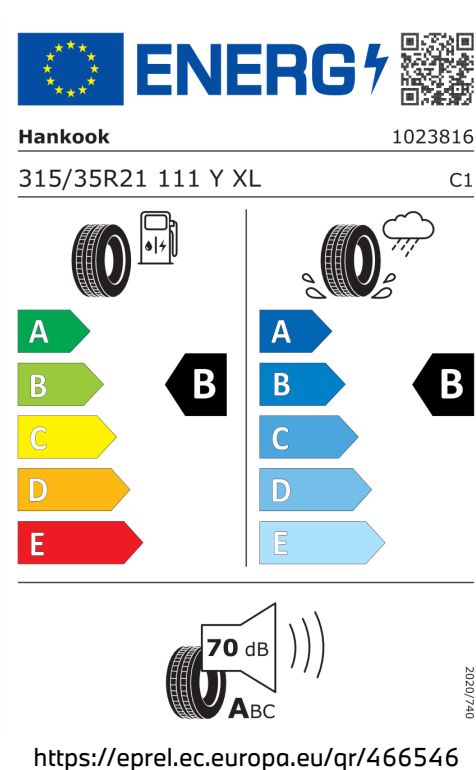 ENERG
Hankook 1023816
315/35R21 111 Y XL C1
A A
B B B B
C C
D D
E E
70 dB
ABC
2020/740
https://eprel.ec.europa.eu/qr/466546